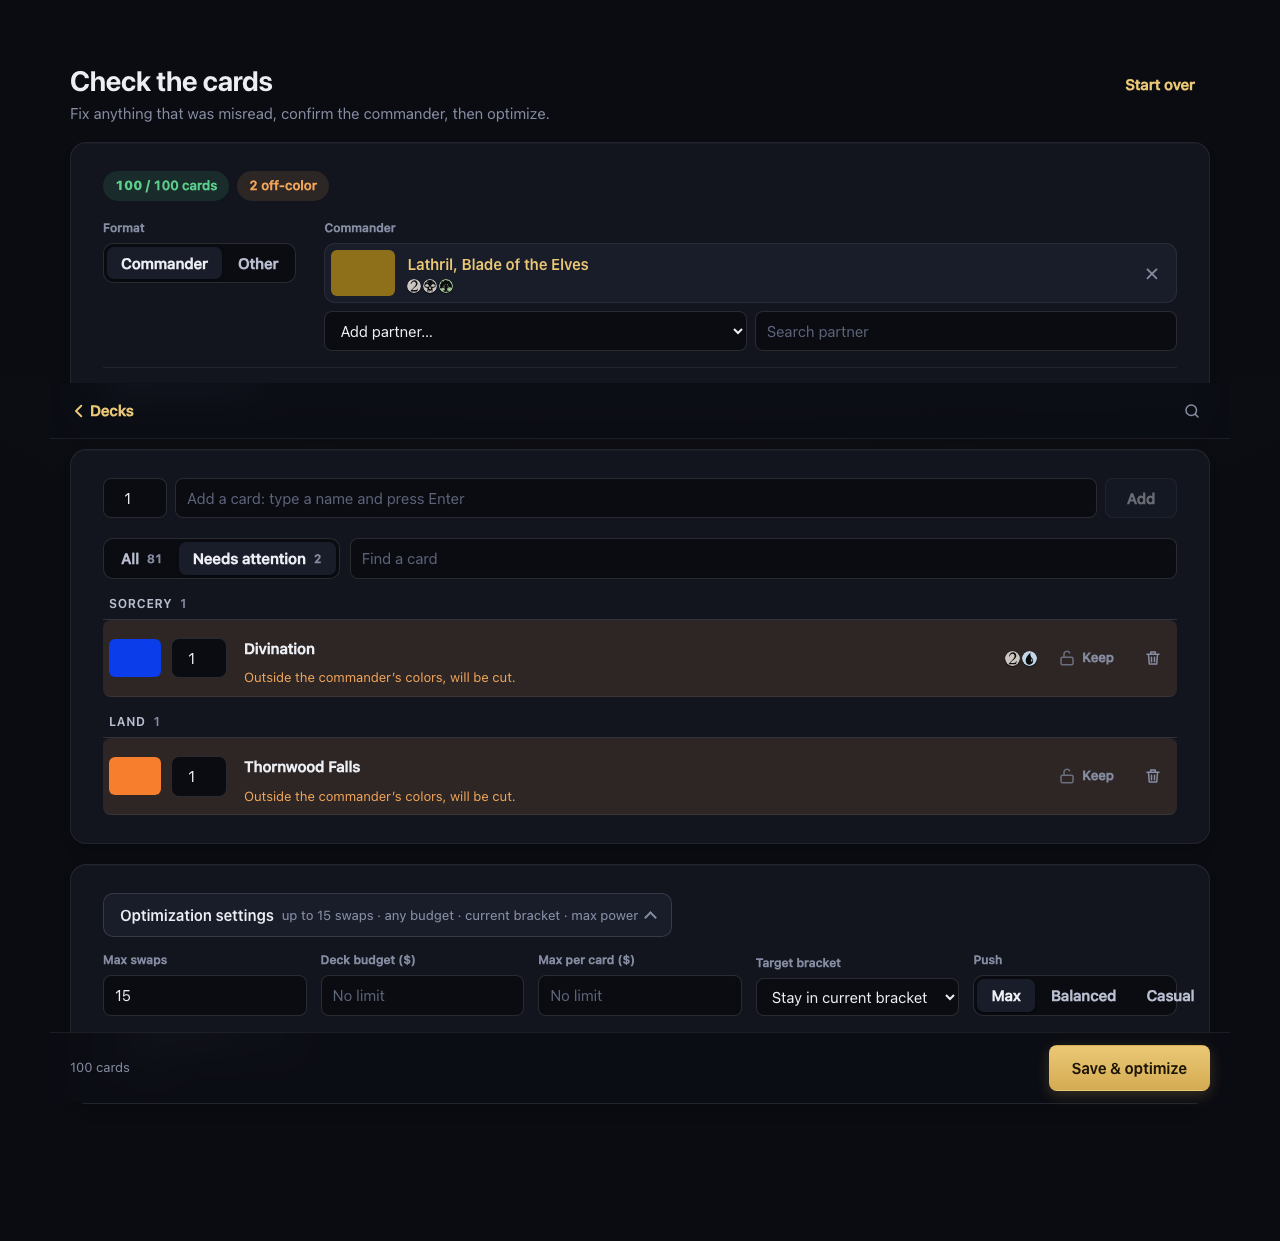 Check the cards
Start over
Fix anything that was misread, confirm the commander, then optimize.
100 / 100 cards
2 off-color
Format
Commander
Commander
Other
Lathril, Blade of the Elves
2
Add partner...
Search partner
Decks
1
Add a card: type a name and press Enter
Add
All 81
Needs attention 2
Find a card
SORCERY 1
1
Divination
Outside the commander's colors, will be cut.
2
Keep
LAND 1
1
Thornwood Falls
Outside the commander's colors, will be cut.
Keep
Optimization settings up to 15 swaps · any budget · current bracket · max power
Max swaps
Deck budget ($)
Max per card ($)
Target bracket
Push
15
No limit
No limit
Stay in current bracket
Max
Balanced
Casual
100 cards
Save & optimize